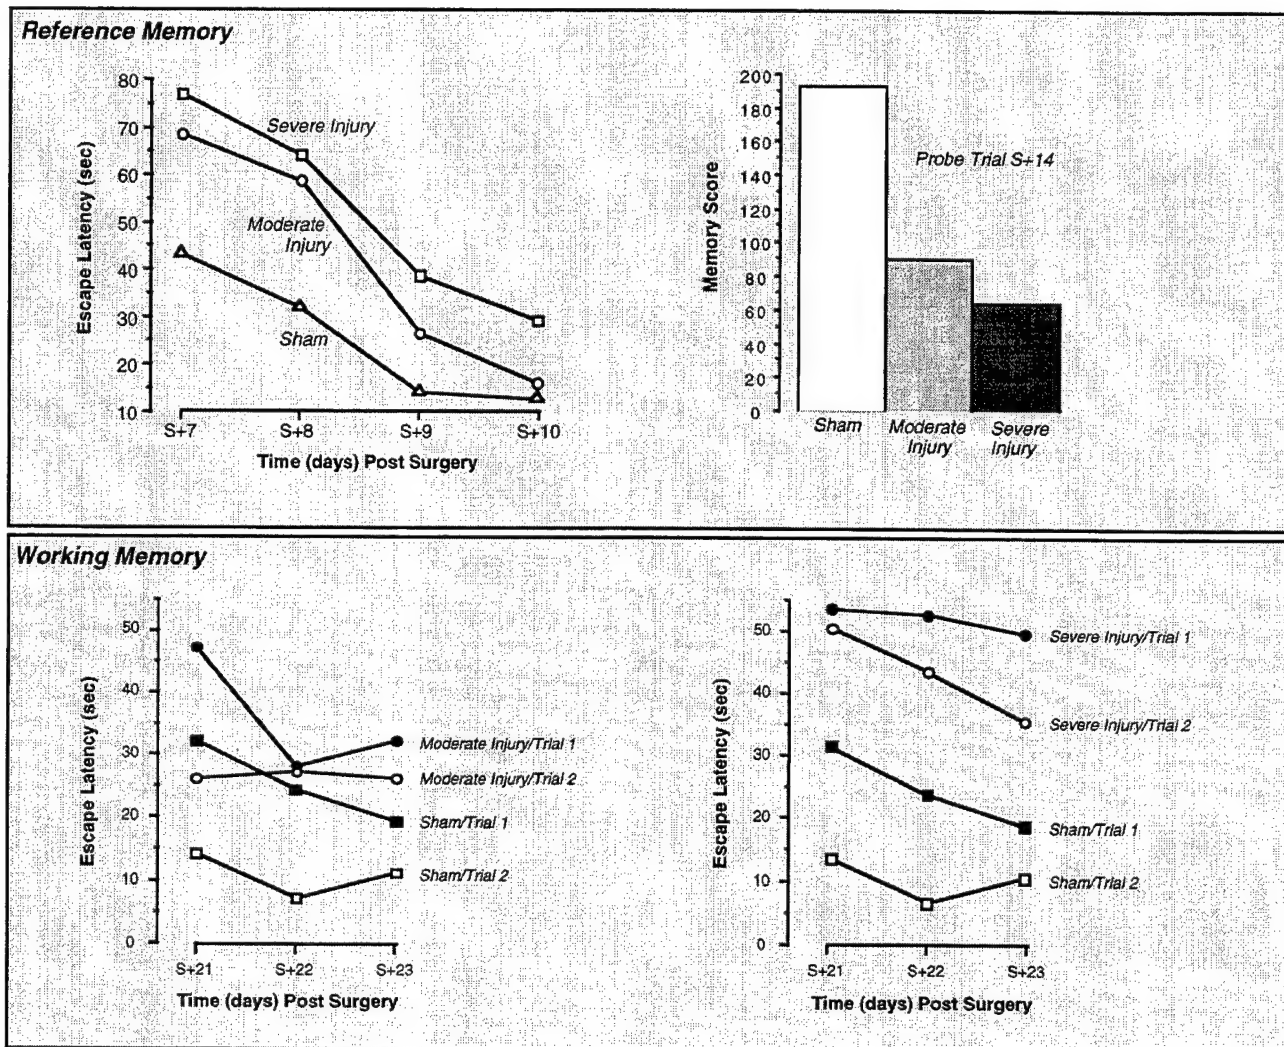 Reference Memory
Escape Latency (sec)
80
70
60
50
40
30
20
10
Severe Injury
Moderate
Injury
Sham
S+7
S+8
S+9
S+10
Time (days) Post Surgery
Memory Score
200
180
160
140
120
100
80
60
40
20
0
Probe Trial S+14
Sham
Moderate
Injury
Severe
Injury
Working Memory
Escape Latency (sec)
50
40
30
20
10
0
Moderate Injury/Trial 1
Moderate Injury/Trial 2
Sham/Trial 1
Sham/Trial 2
S+21
S+22
S+23
Time (days) Post Surgery
Escape Latency (sec)
50
40
30
20
10
0
Severe Injury/Trial 1
Severe Injury/Trial 2
Sham/Trial 1
Sham/Trial 2
S+21
S+22
S+23
Time (days) Post Surgery